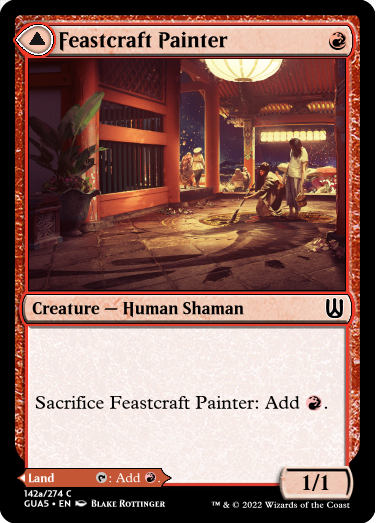 Feastcraft Painter
Creature — Human Shaman
Sacrifice Feastcraft Painter: Add R.
Land T: Add R.
1/1
142a/274 C
GUA5 • EN Blake Rottinger
™ & © 2022 Wizards of the Coast